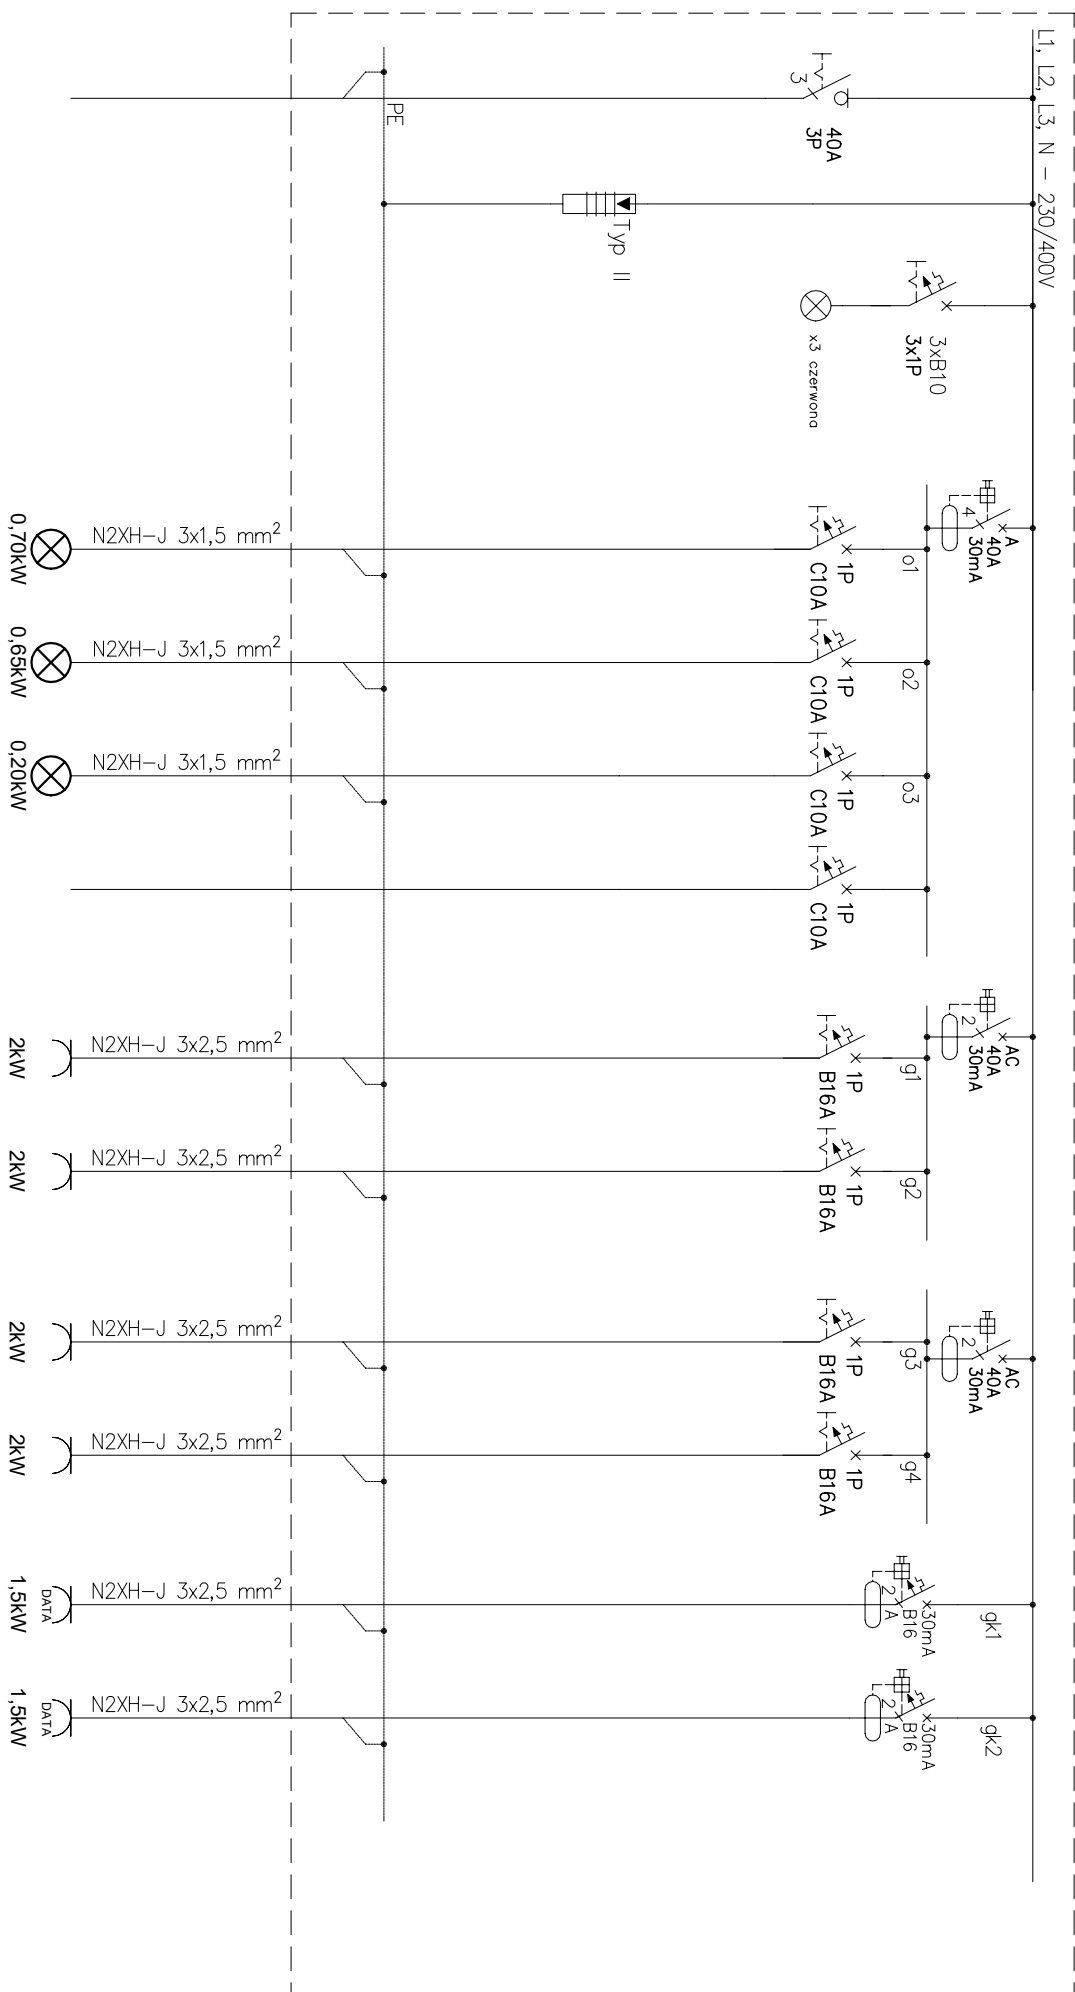 L1, L2, L3, N – 230/400V
PE
3
40A
3P
Typ II
3xB10
3x1P
x3 czerwona
A
40A
30mA
4
o1
1P
C10A
N2XH-J 3x1,5 mm²
0,70kW
o2
1P
C10A
N2XH-J 3x1,5 mm²
0,65kW
o3
1P
C10A
N2XH-J 3x1,5 mm²
0,20kW
1P
C10A
AC
40A
30mA
2
g1
1P
B16A
N2XH-J 3x2,5 mm²
2kW
g2
1P
B16A
N2XH-J 3x2,5 mm²
2kW
AC
40A
30mA
2
g3
1P
B16A
N2XH-J 3x2,5 mm²
2kW
g4
1P
B16A
N2XH-J 3x2,5 mm²
2kW
gk1
30mA
B16
2 A
N2XH-J 3x2,5 mm²
DATA
1,5kW
gk2
30mA
B16
2 A
N2XH-J 3x2,5 mm²
DATA
1,5kW